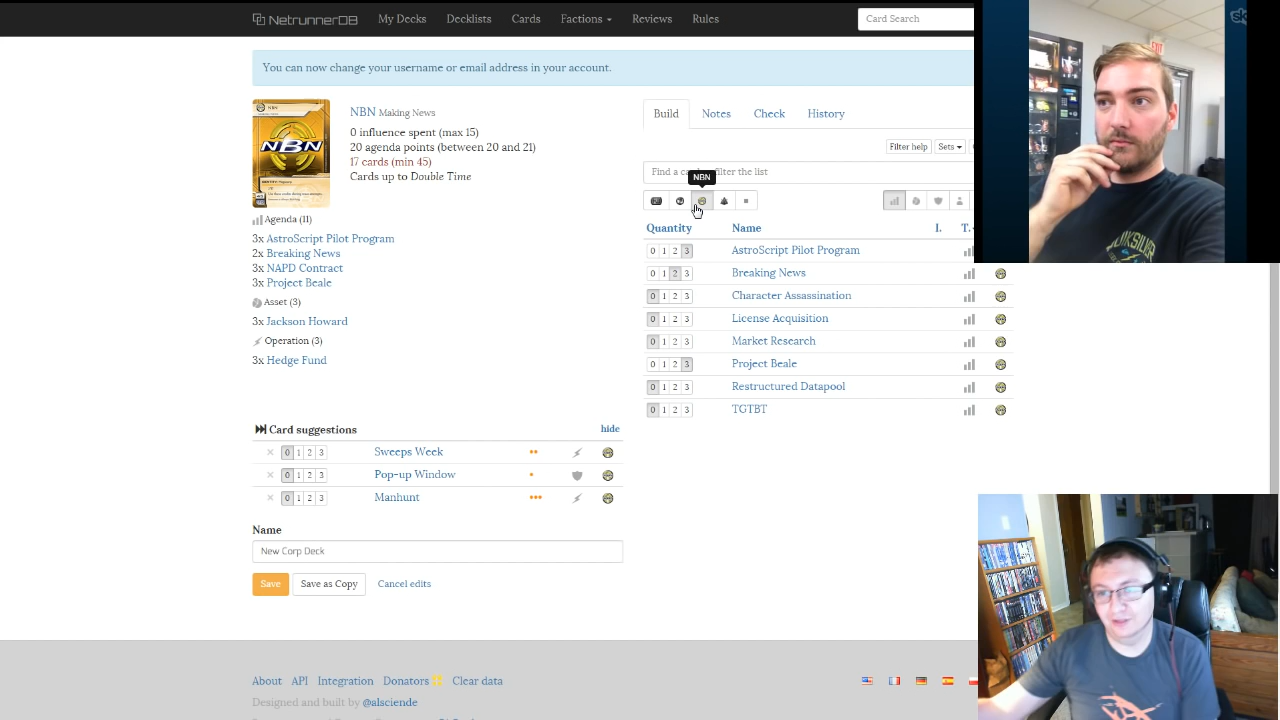 NetrunnerDB My Decks Decklists Cards Factions Reviews Rules Card Search
You can now change your username or email address in your account.
NBN
NBN Making News
0 influence spent (max 15)
20 agenda points (between 20 and 21)
17 cards (min 45)
Cards up to Double Time
Agenda (11)
3x AstroScript Pilot Program
2x Breaking News
3x NAPD Contract
3x Project Beale
Asset (3)
3x Jackson Howard
Operation (3)
3x Hedge Fund
Card suggestions hide
0 1 2 3 Sweeps Week
0 1 2 3 Pop-up Window
0 1 2 3 Manhunt
Name
New Corp Deck
Save Save as Copy Cancel edits
Build Notes Check History
Filter help Sets
Find a filter the list
NBN
Quantity Name I. T.
0 1 2 3 AstroScript Pilot Program
0 1 2 3 Breaking News
0 1 2 3 Character Assassination
0 1 2 3 License Acquisition
0 1 2 3 Market Research
0 1 2 3 Project Beale
0 1 2 3 Restructured Datapool
0 1 2 3 TGTBT
EXIT
QUIKSILVER
About API Integration Donators Clear data
Designed and built by @alsciende